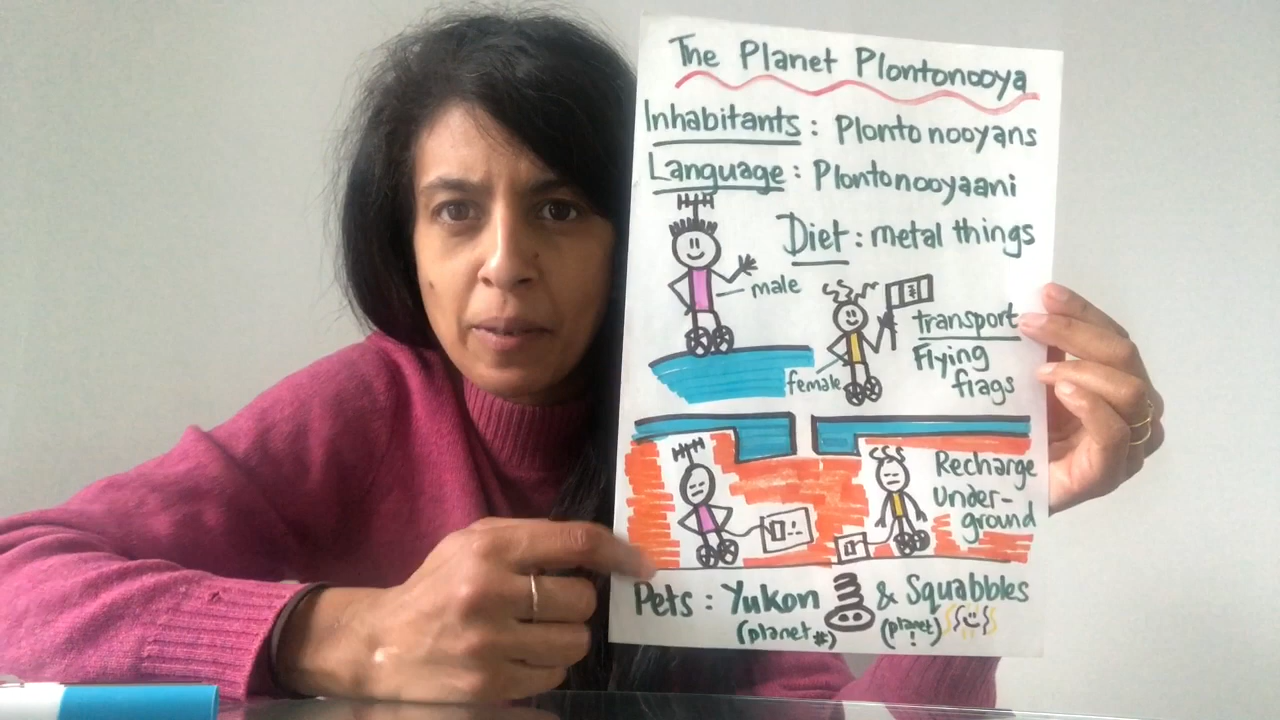 The Planet Plontonooya
Inhabitants: Plontonooyans
Language: Plontonooyaani
Diet: metal things
male
transport
Flying
flags
female
Recharge
Under-
ground
Pets: Yukon & Squabbles
(planet #) (planet !)